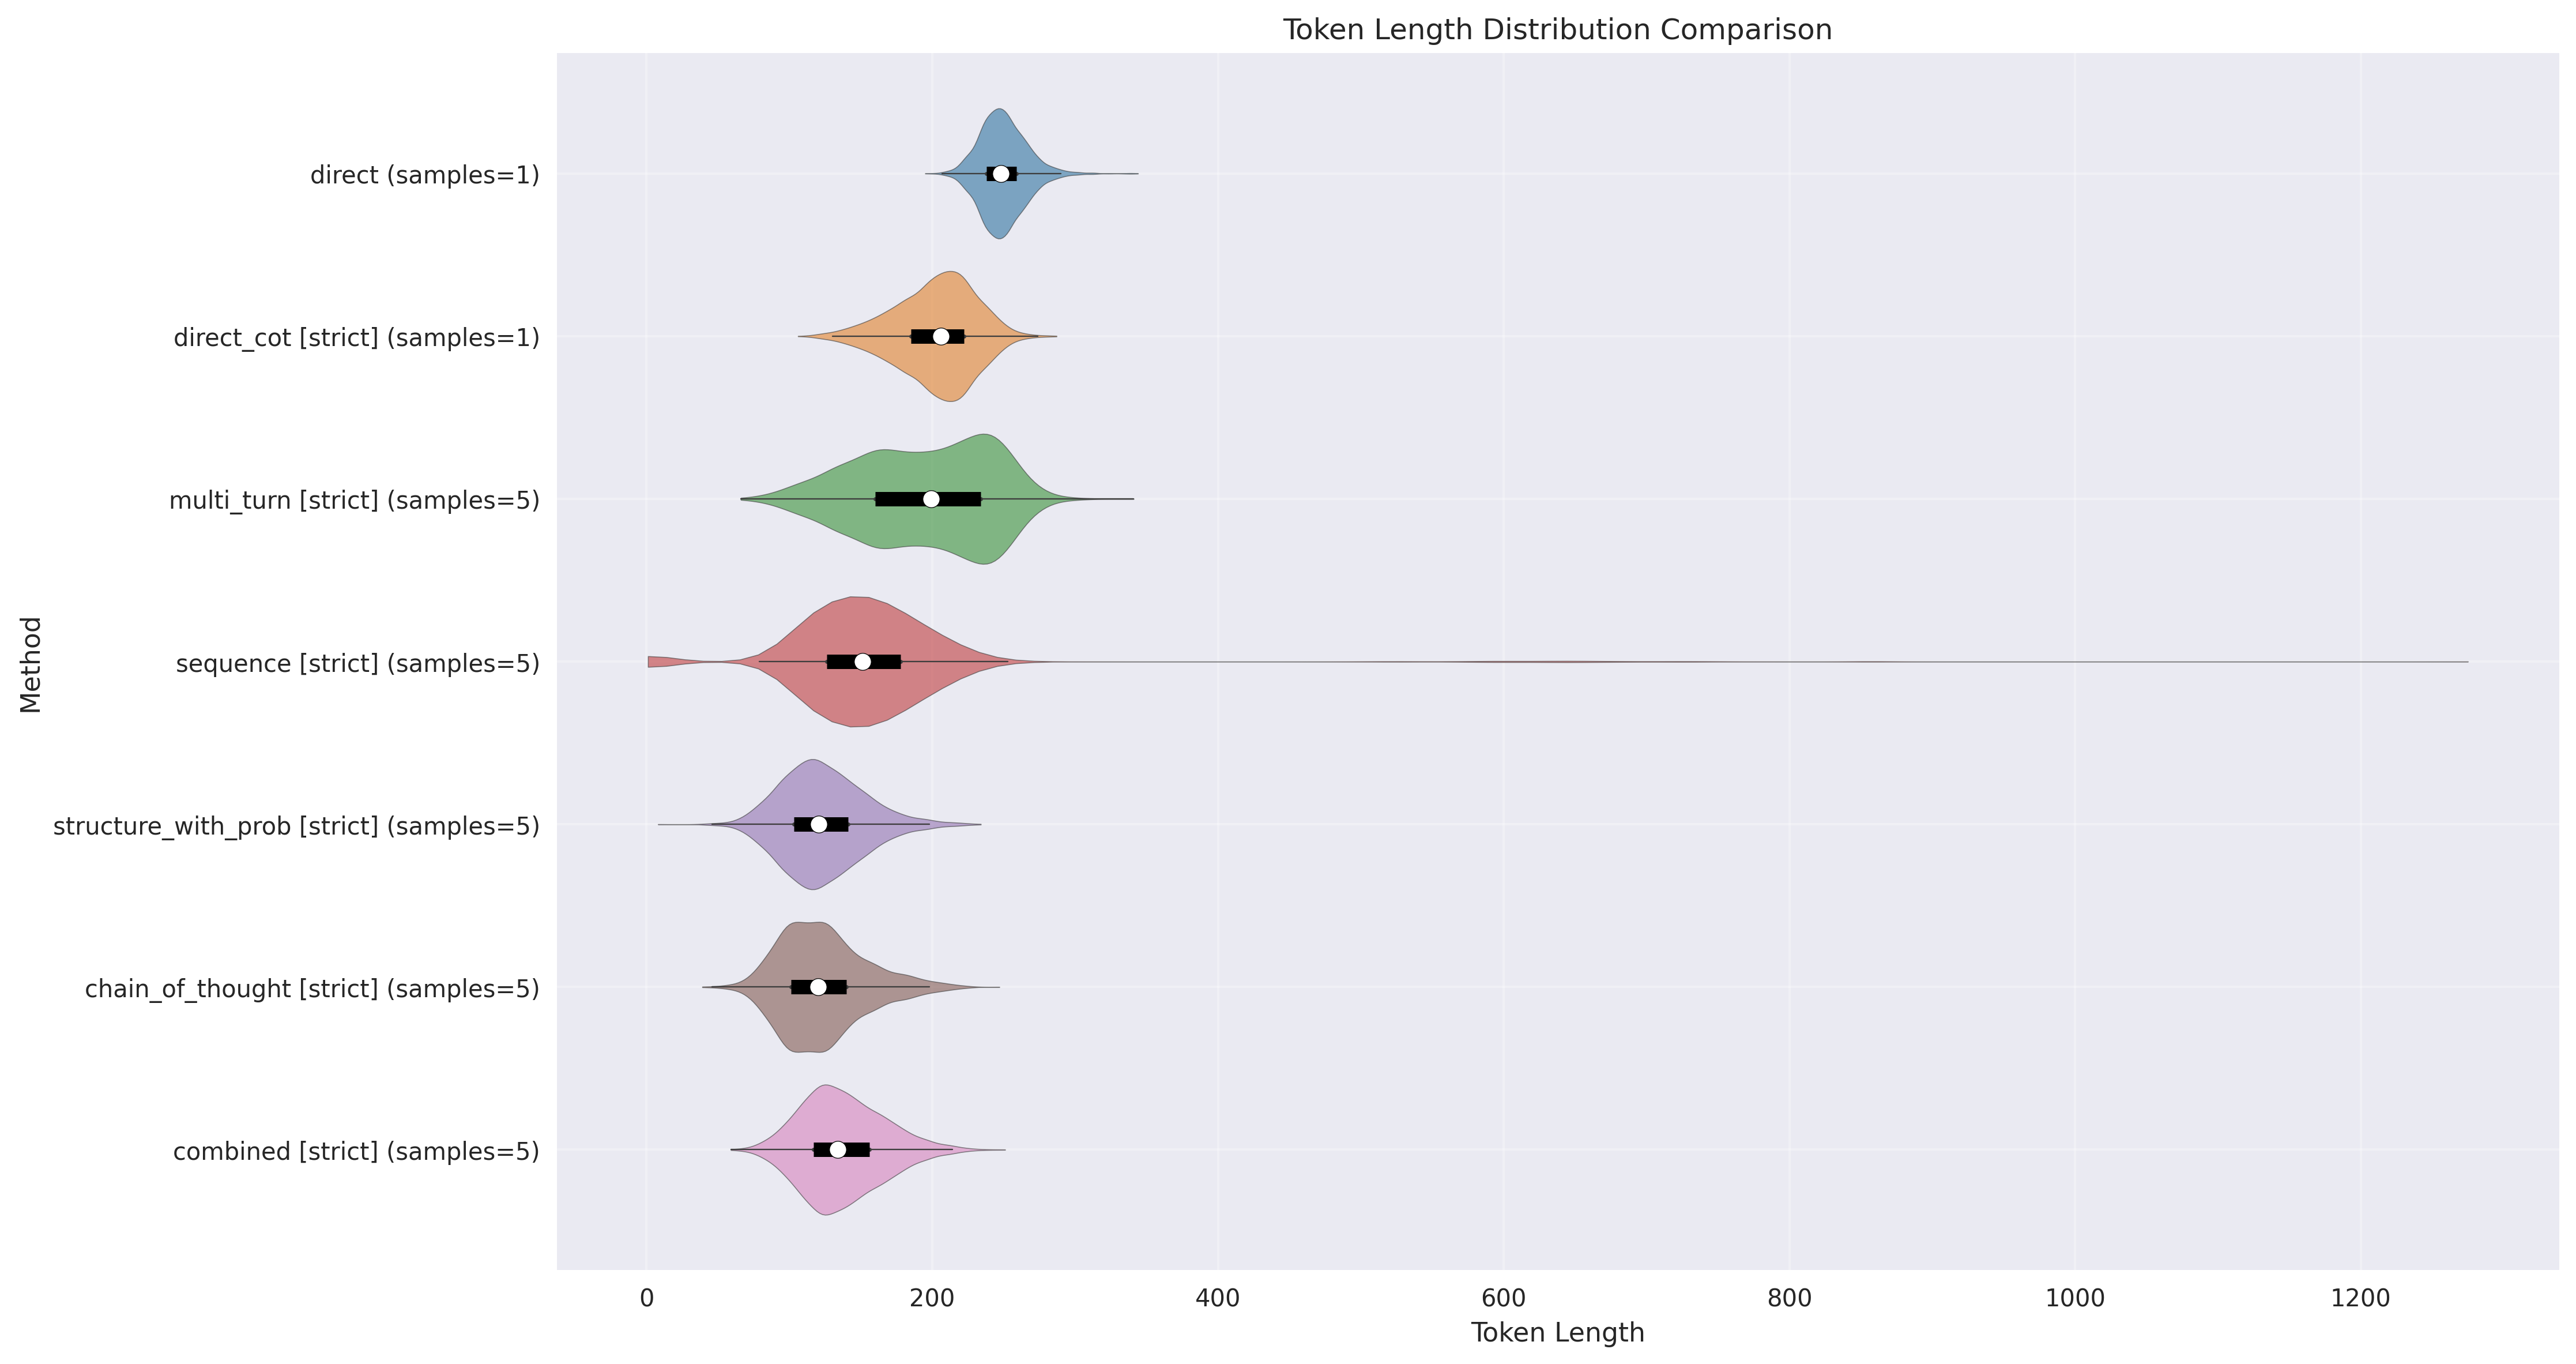 Token Length Distribution Comparison
Method
direct (samples=1)
direct_cot [strict] (samples=1)
multi_turn [strict] (samples=5)
sequence [strict] (samples=5)
structure_with_prob [strict] (samples=5)
chain_of_thought [strict] (samples=5)
combined [strict] (samples=5)
0 200 400 600 800 1000 1200
Token Length